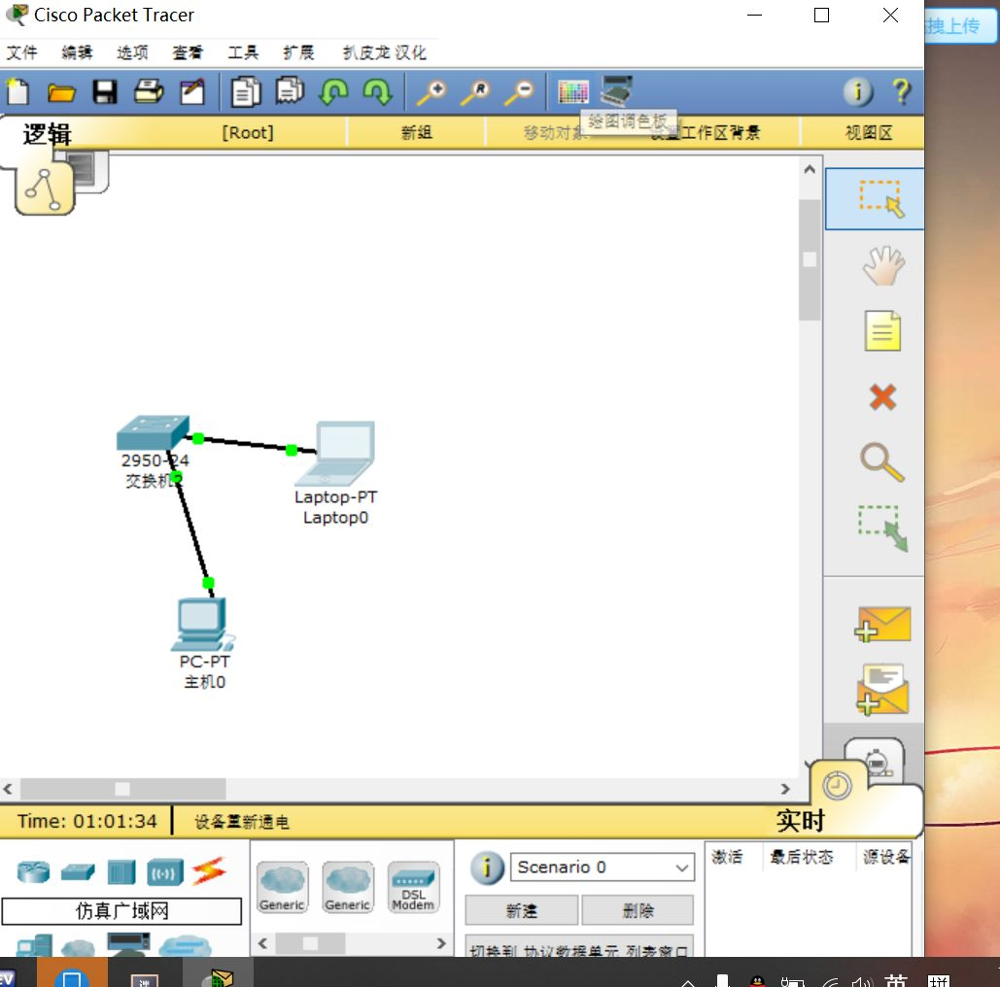 Cisco Packet Tracer
拽上传
文件 编辑 选项 查看 工具 扩展 扒皮龙 汉化
逻辑 [Root] 新组 移动对象 设置工作区背景 视图区
绘图调色板
2950-24
交换机2
Laptop-PT
Laptop0
PC-PT
主机0
Time: 01:01:34 设备重新通电
实时
仿真广域网
Generic
Generic
DSL
Modem
Scenario 0
新建 删除
切换到 协议数据单元 列表窗口
激活 最后状态 源设备
EV
英
拼